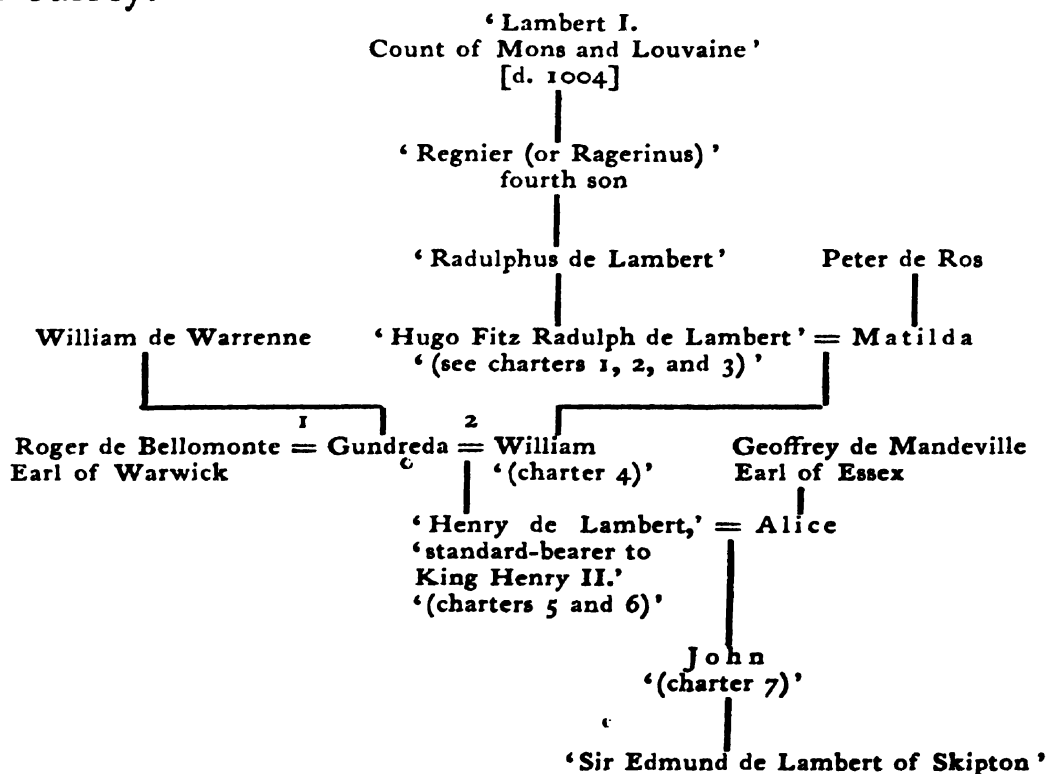 ‘ Lambert I.
Count of Mons and Louvaine ’
[d. 1004]
‘ Regnier (or Ragerinus) ’
fourth son
‘ Radulphus de Lambert ’ Peter de Ros
William de Warrenne ‘ Hugo Fitz Radulph de Lambert ’ = Matilda
‘ (see charters 1, 2, and 3) ’
1 2
Roger de Bellomonte = Gundreda = William Geoffrey de Mandeville
Earl of Warwick ‘ (charter 4) ’ Earl of Essex
‘ Henry de Lambert,’ = Alice
‘ standard-bearer to
King Henry II.’
‘ (charters 5 and 6) ’
John
‘ (charter 7) ’
‘ Sir Edmund de Lambert of Skipton ’